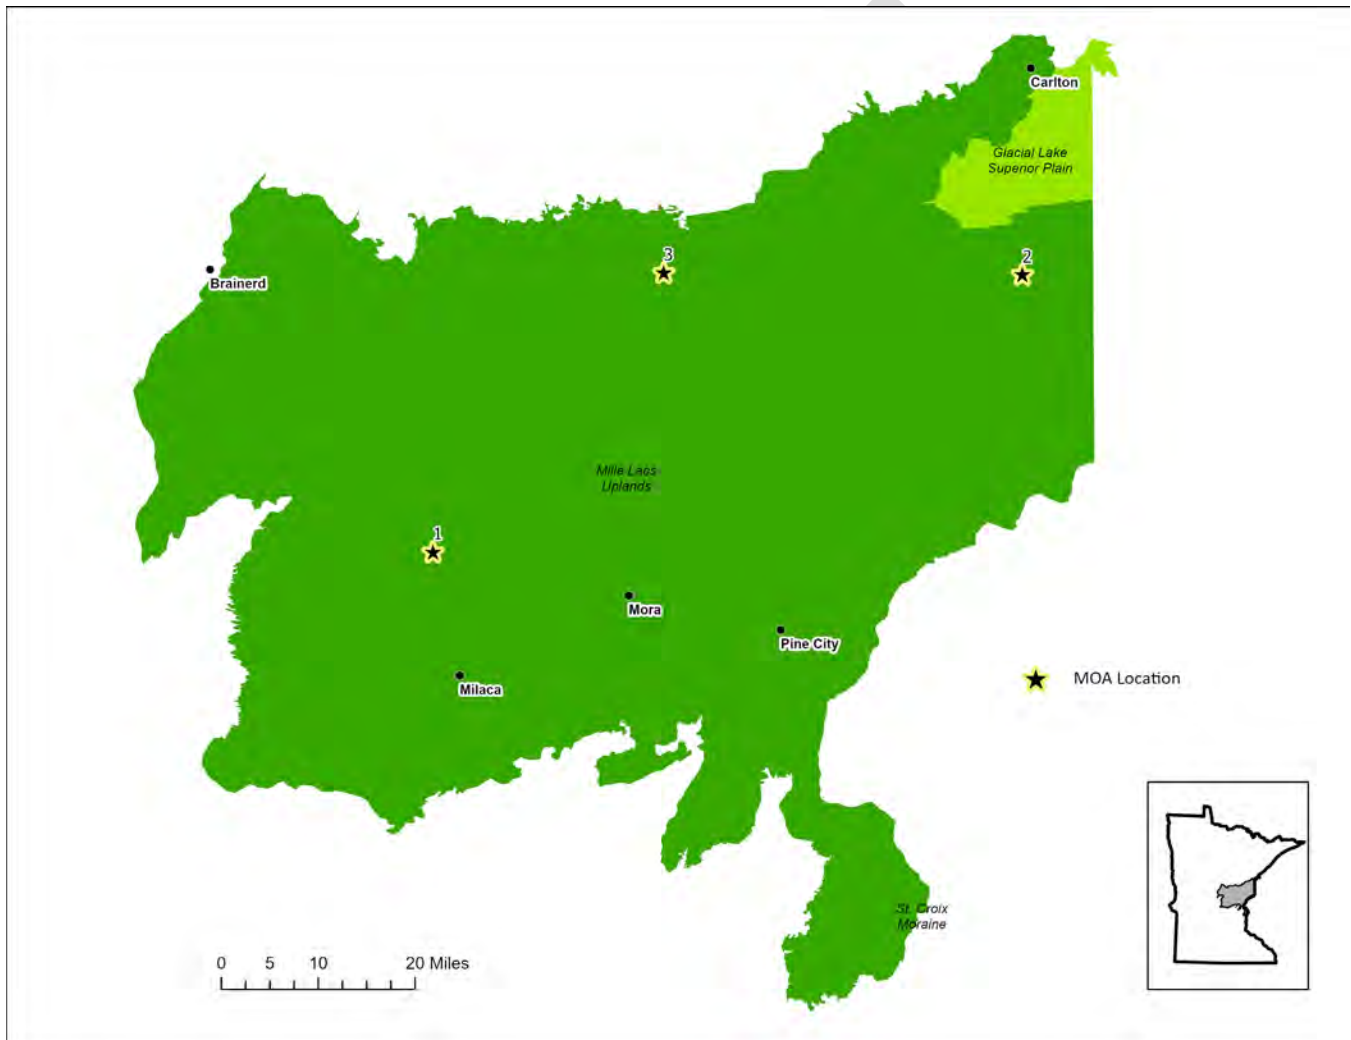 Carlton
Glacial Lake
Superior Plain
3
2
Brainerd
Mille Lacs
Uplands
1
Mora
Pine City
MOA Location
Milaca
St. Croix
Moraine
0 5 10 20 Miles